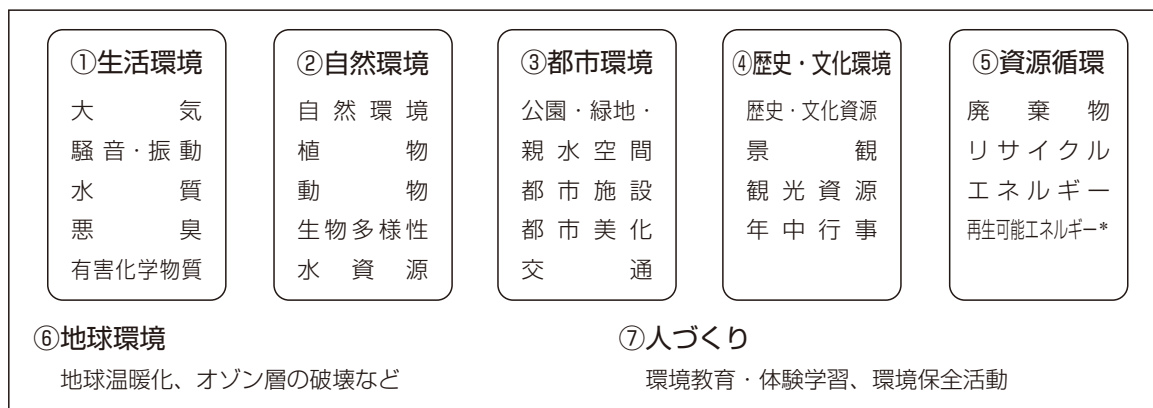 ①生活環境
大気
騒音・振動
水質
悪臭
有害化学物質
②自然環境
自然環境
植物
動物
生物多様性
水資源
③都市環境
公園・緑地・
親水空間
都市施設
都市美化
交通
④歴史・文化環境
歴史・文化資源
景観
観光資源
年中行事
⑤資源循環
廃棄物
リサイクル
エネルギー
再生可能エネルギー*
⑥地球環境
地球温暖化、オゾン層の破壊など
⑦人づくり
環境教育・体験学習、環境保全活動